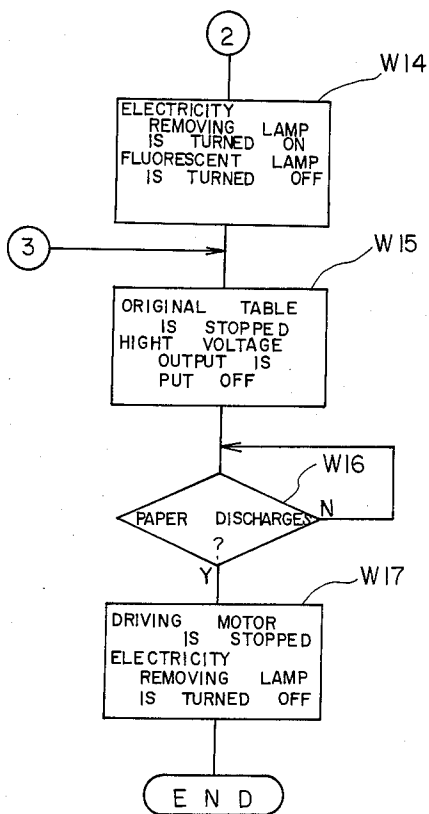 2
W14
ELECTRICITY
REMOVING LAMP
IS TURNED ON
FLUORESCENT LAMP
IS TURNED OFF
3
W15
ORIGINAL TABLE
IS STOPPED
HIGHT VOLTAGE
OUTPUT IS
PUT OFF
W16
PAPER DISCHARGES
?
N
Y
W17
DRIVING MOTOR
IS STOPPED
ELECTRICITY
REMOVING LAMP
IS TURNED OFF
END